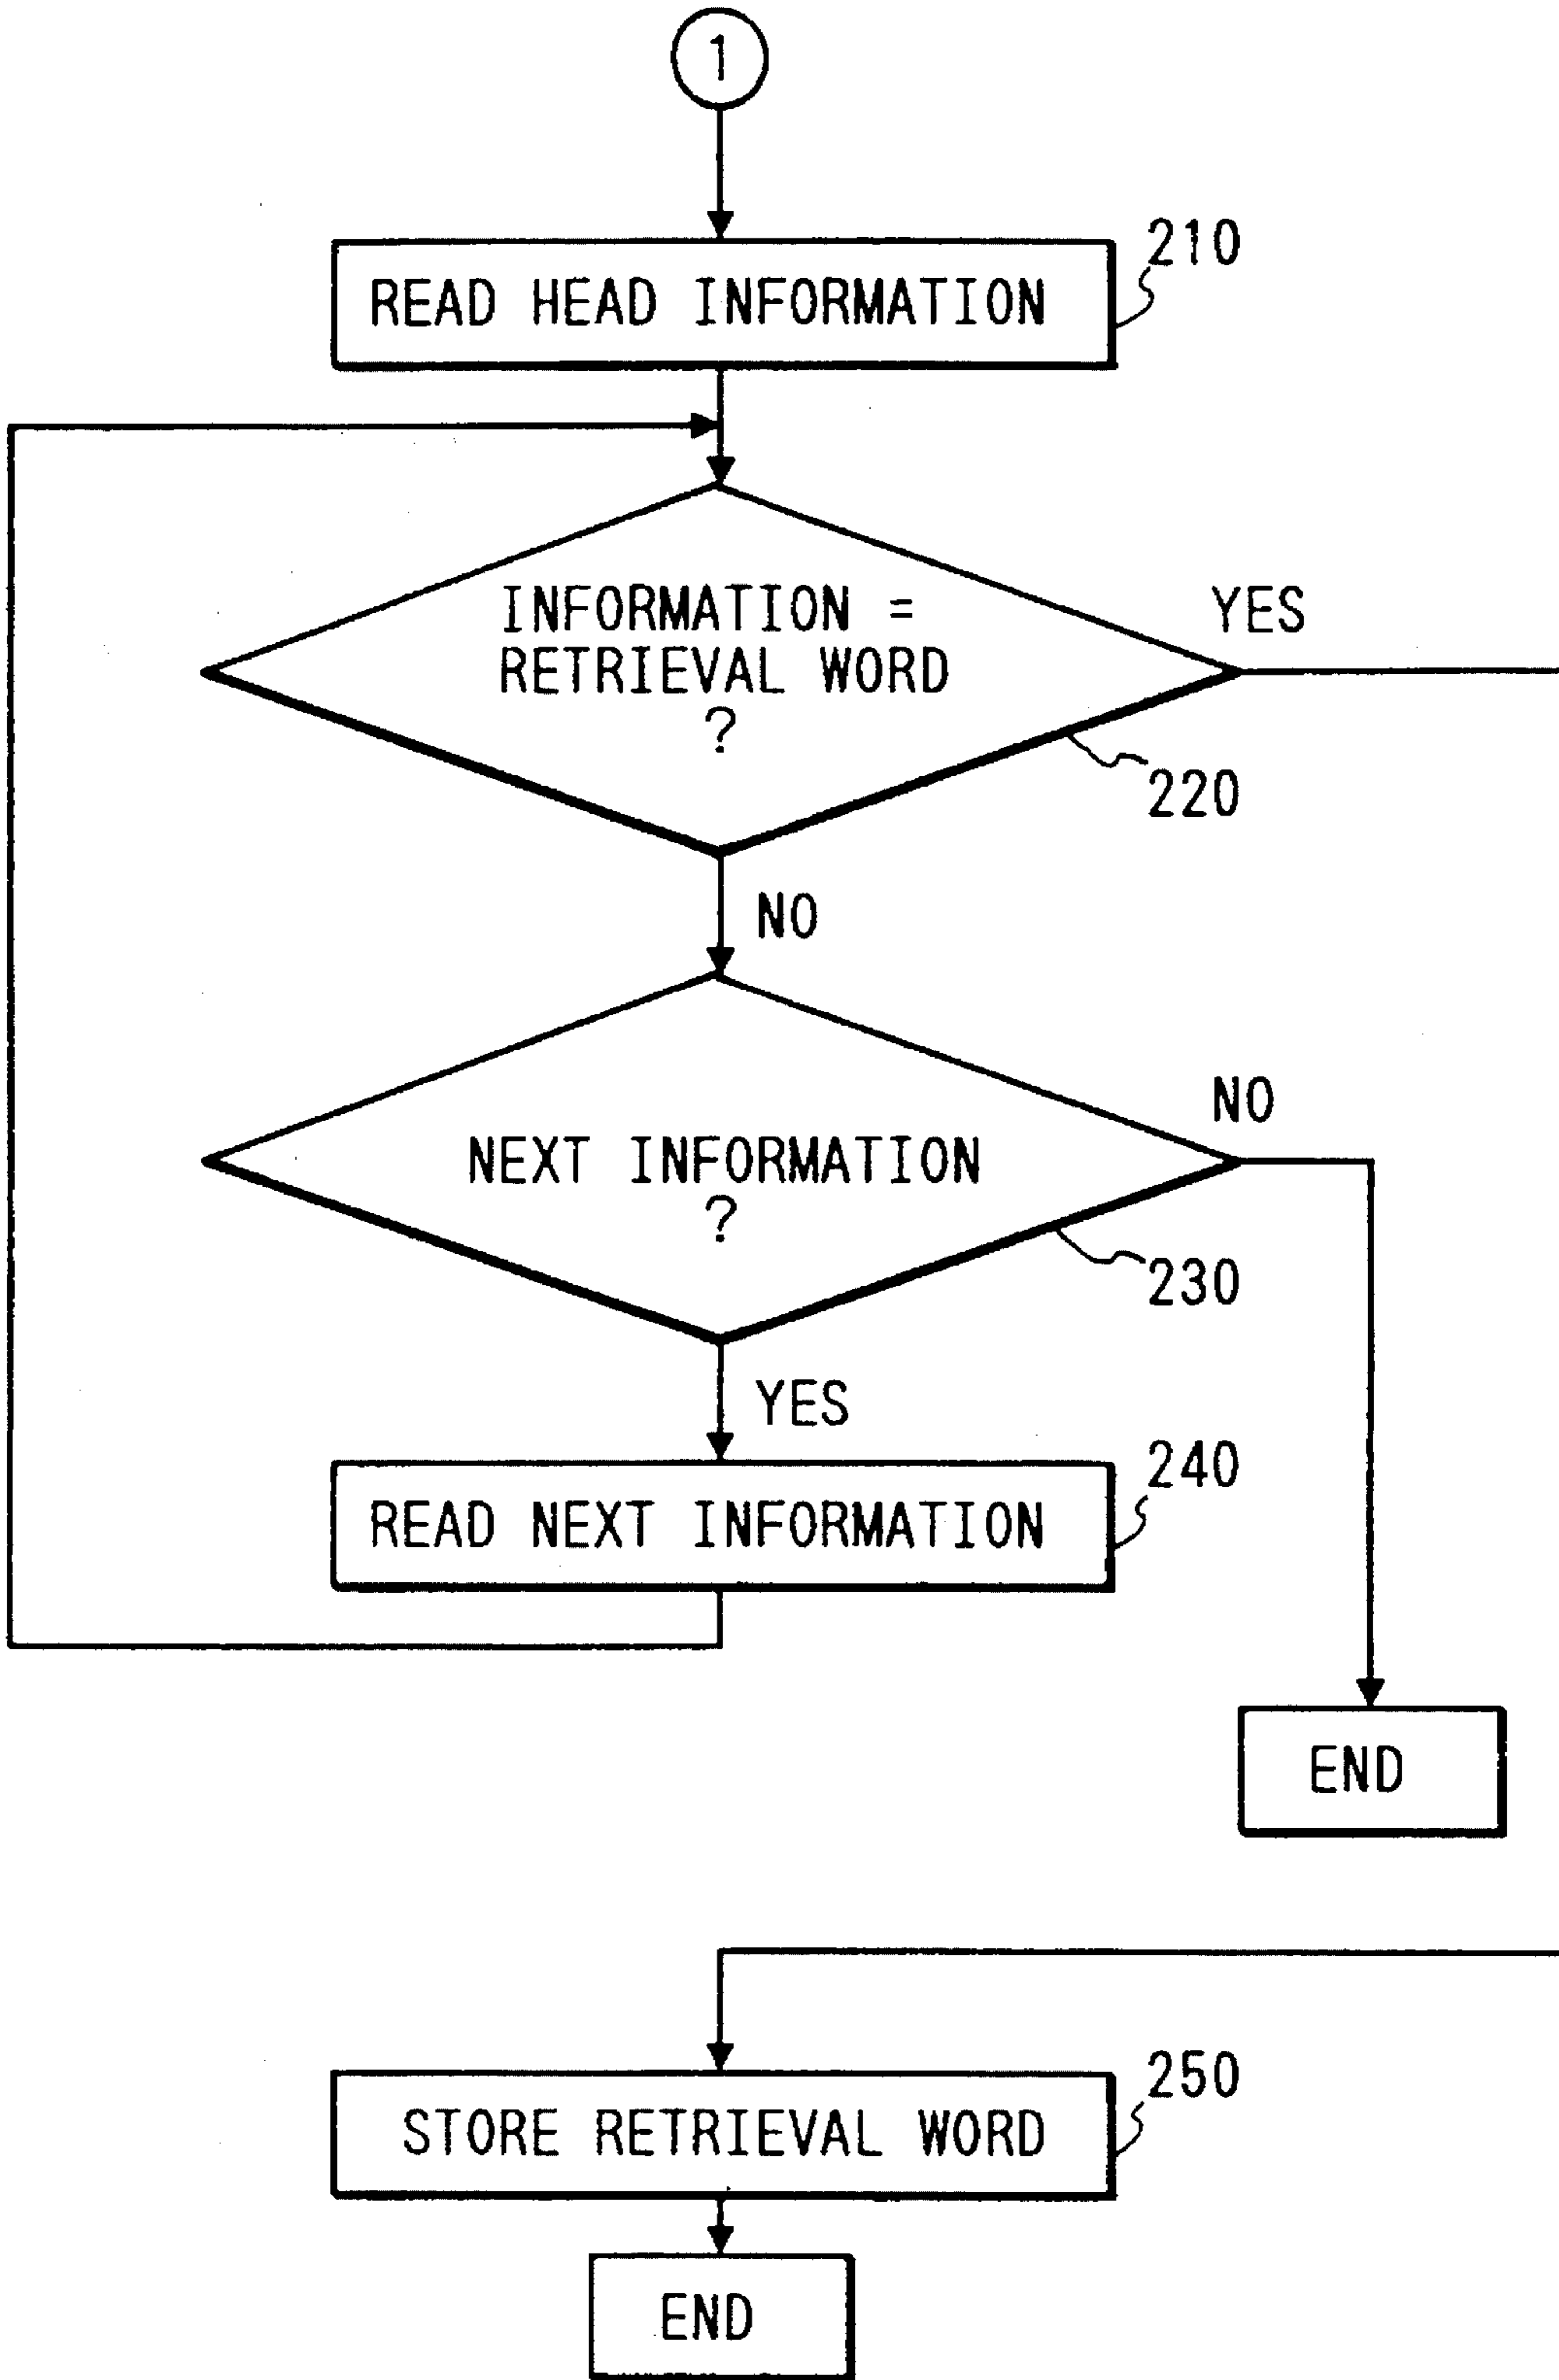 1
210
READ HEAD INFORMATION
INFORMATION =
RETRIEVAL WORD
?
YES
220
NO
NEXT INFORMATION
?
NO
230
YES
240
READ NEXT INFORMATION
END
250
STORE RETRIEVAL WORD
END